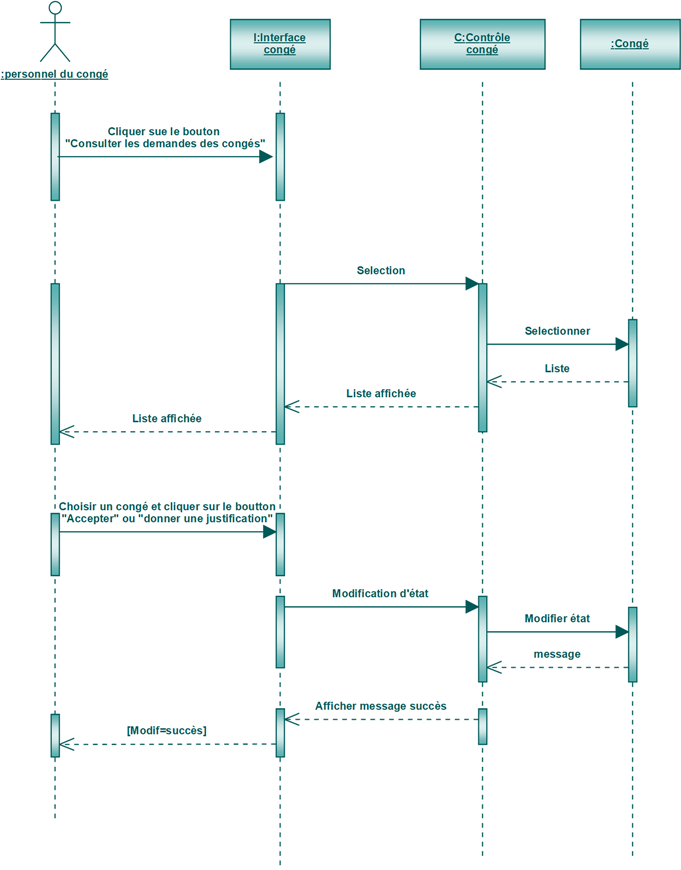 :personnel du congé
I:Interface
congé
C:Contrôle
congé
:Congé
Cliquer sue le bouton
"Consulter les demandes des congés"
Selection
Selectionner
Liste
Liste affichée
Liste affichée
Choisir un congé et cliquer sur le boutton
"Accepter" ou "donner une justification"
Modification d'état
Modifier état
message
Afficher message succès
[Modif=succès]